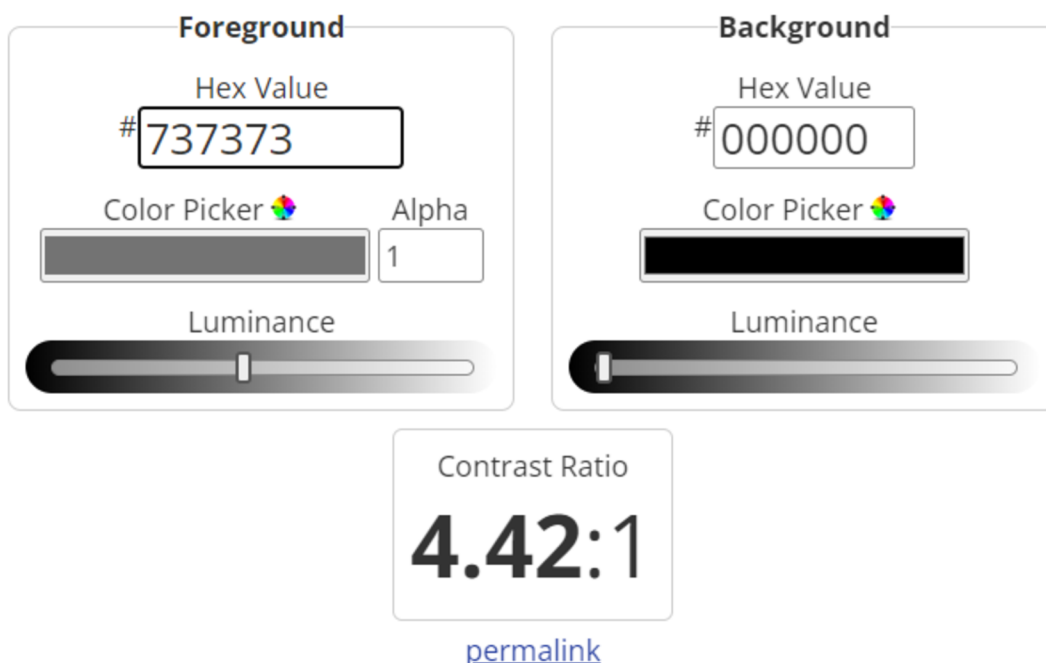 Foreground
Background
Hex Value
Hex Value
#737373
#000000
Color Picker
Alpha
Color Picker
1
Luminance
Luminance
Contrast Ratio
4.42:1
permalink